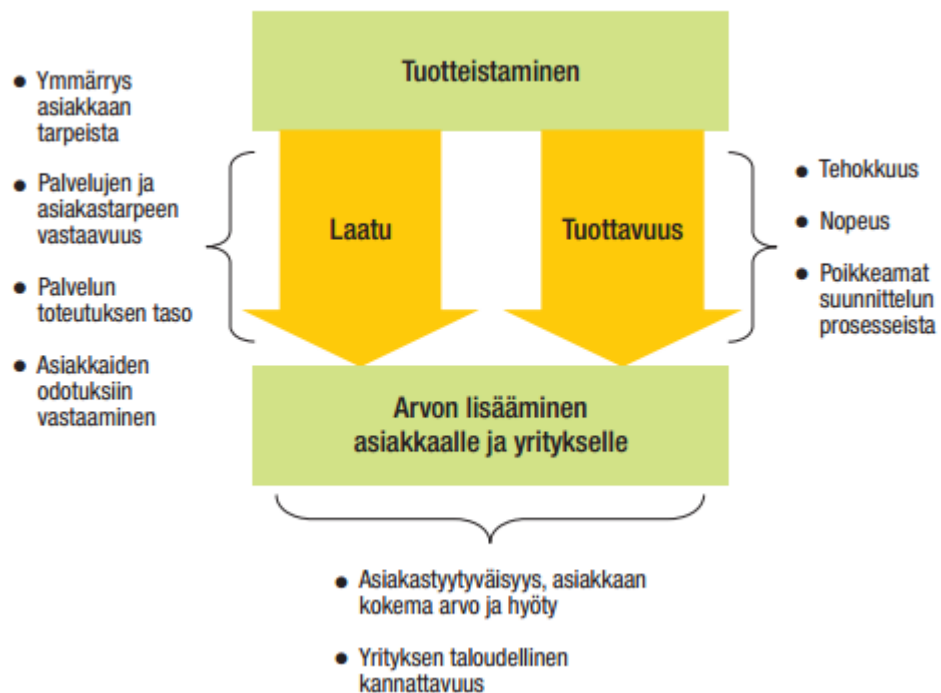 Tuotteistaminen
● Ymmärrys
asiakkaan
tarpeista
● Palvelujen ja
asiakastarpeen
vastaavuus
● Palvelun
toteutuksen taso
● Asiakkaiden
odotuksiin
vastaaminen
Laatu
Tuottavuus
● Tehokkuus
● Nopeus
● Poikkeamat
suunnittelun
prosesseista
Arvon lisääminen
asiakkaalle ja yritykselle
● Asiakastyytyväisyys, asiakkaan
kokema arvo ja hyöty
● Yrityksen taloudellinen
kannattavuus